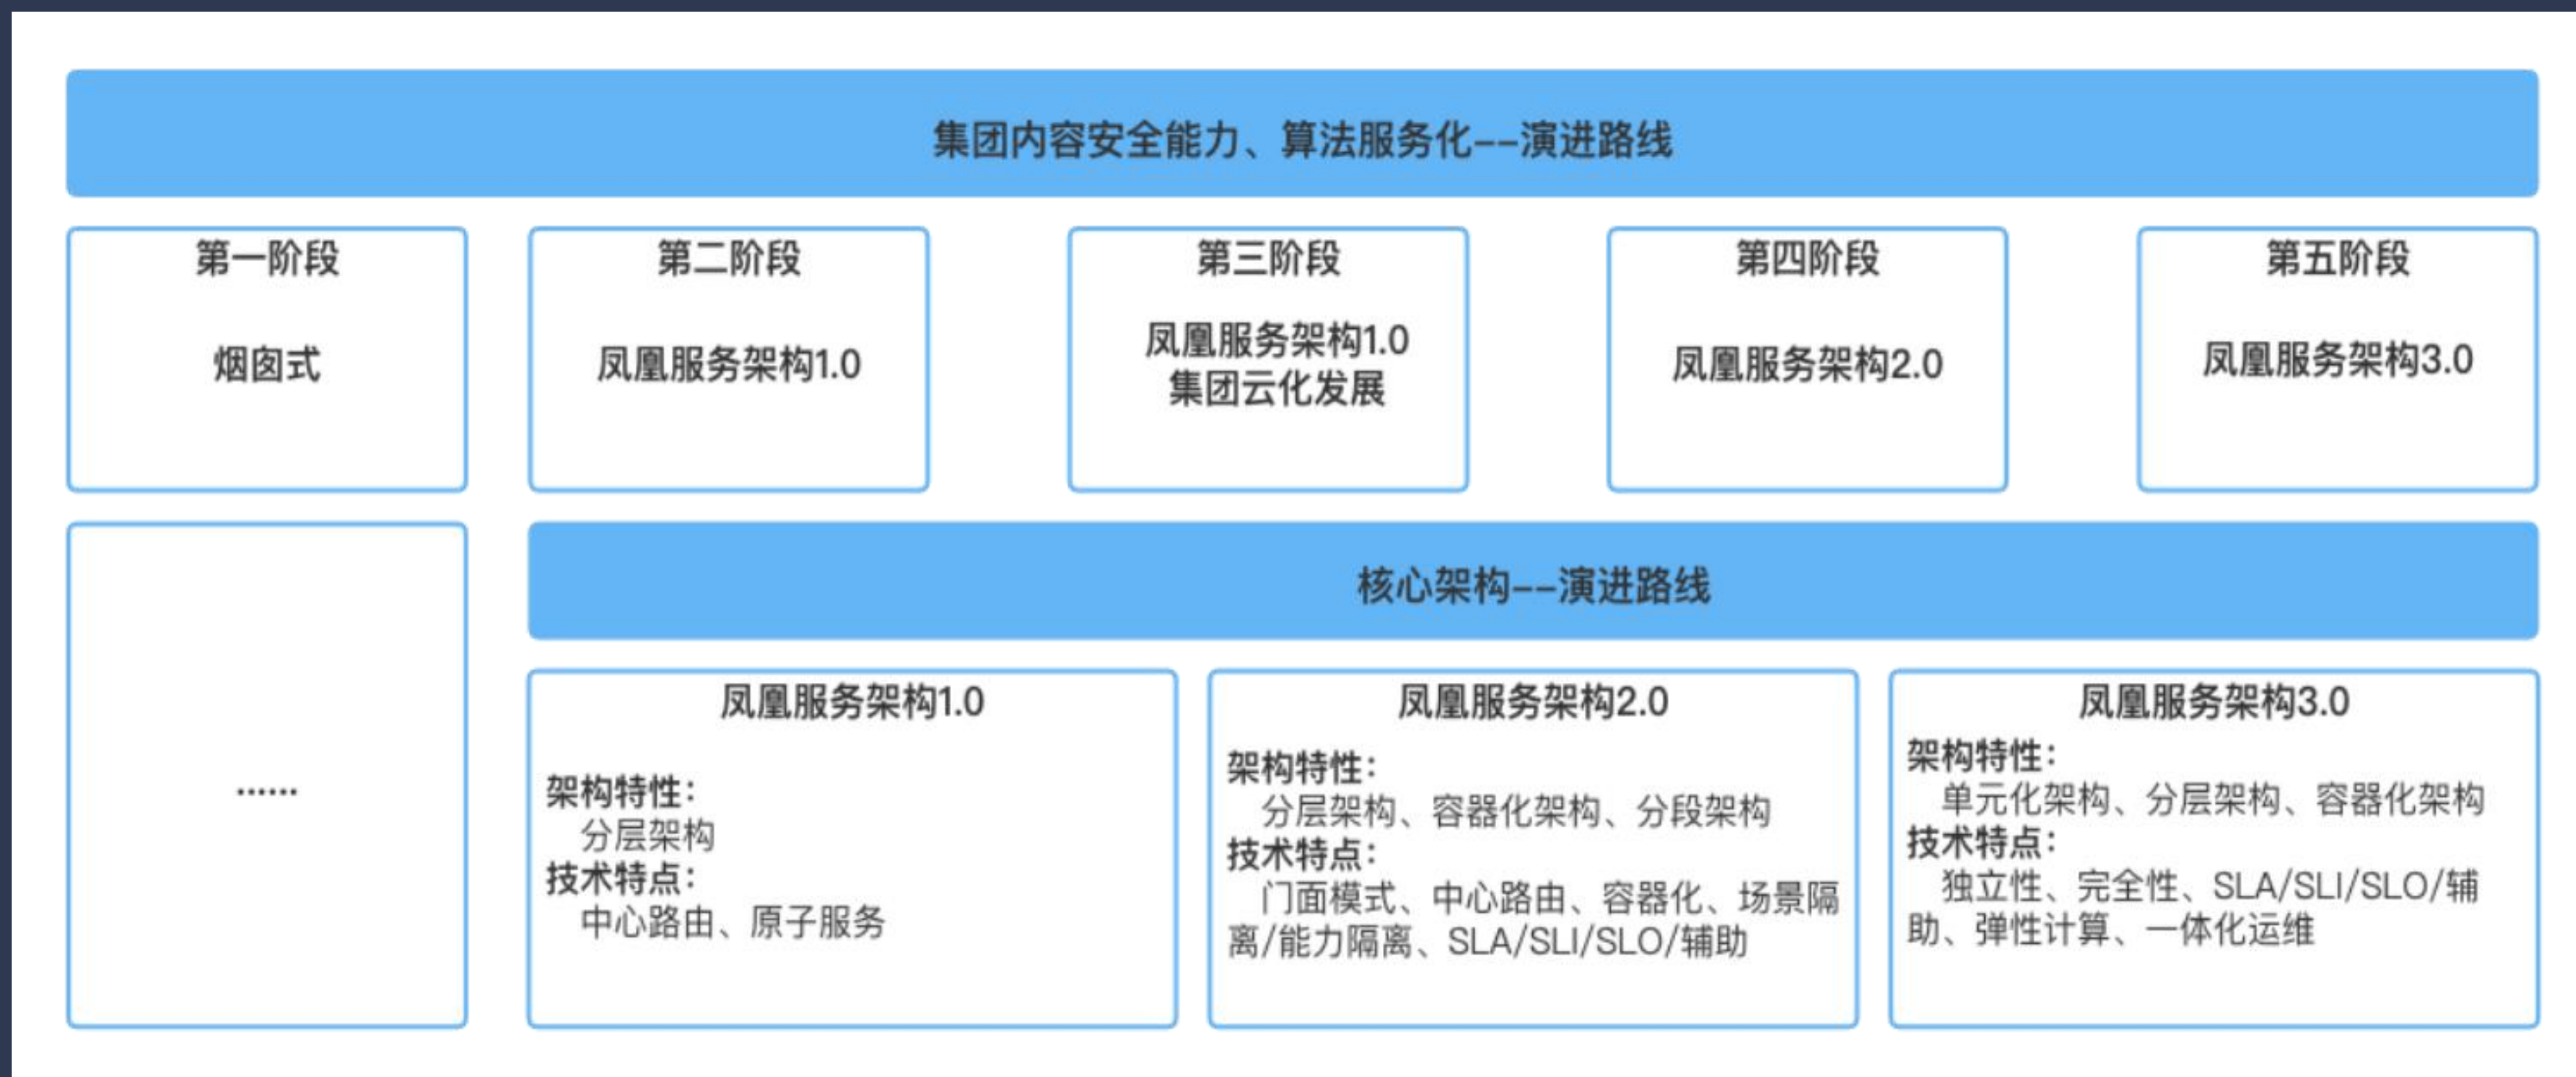 集团内容安全能力、算法服务化--演进路线
第一阶段
烟囱式
第二阶段
凤凰服务架构1.0
第三阶段
凤凰服务架构1.0
集团云化发展
第四阶段
凤凰服务架构2.0
第五阶段
凤凰服务架构3.0
······
核心架构--演进路线
凤凰服务架构1.0
架构特性：
分层架构
技术特点：
中心路由、原子服务
凤凰服务架构2.0
架构特性：
分层架构、容器化架构、分段架构
技术特点：
门面模式、中心路由、容器化、场景隔
离/能力隔离、SLA/SLI/SLO/辅助
凤凰服务架构3.0
架构特性：
单元化架构、分层架构、容器化架构
技术特点：
独立性、完全性、SLA/SLI/SLO/辅
助、弹性计算、一体化运维